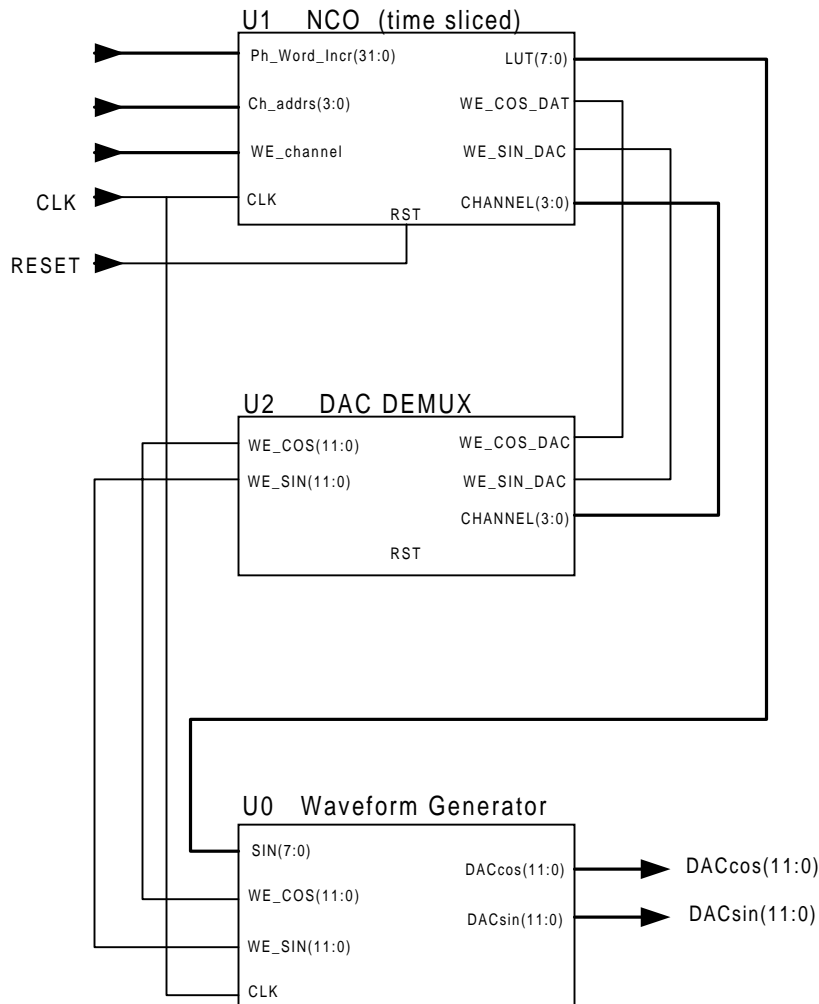 U1 NCO (time sliced)
Ph_Word_Incr(31:0)
LUT(7:0)
Ch_addrs(3:0)
WE_COS_DAT
WE_channel
WE_SIN_DAC
CLK
CLK
CHANNEL(3:0)
RST
RESET
U2 DAC DEMUX
WE_COS(11:0)
WE_COS_DAC
WE_SIN(11:0)
WE_SIN_DAC
CHANNEL(3:0)
RST
U0 Waveform Generator
SIN(7:0)
DACcos(11:0)
DACcos(11:0)
WE_COS(11:0)
DACsin(11:0)
DACsin(11:0)
WE_SIN(11:0)
CLK